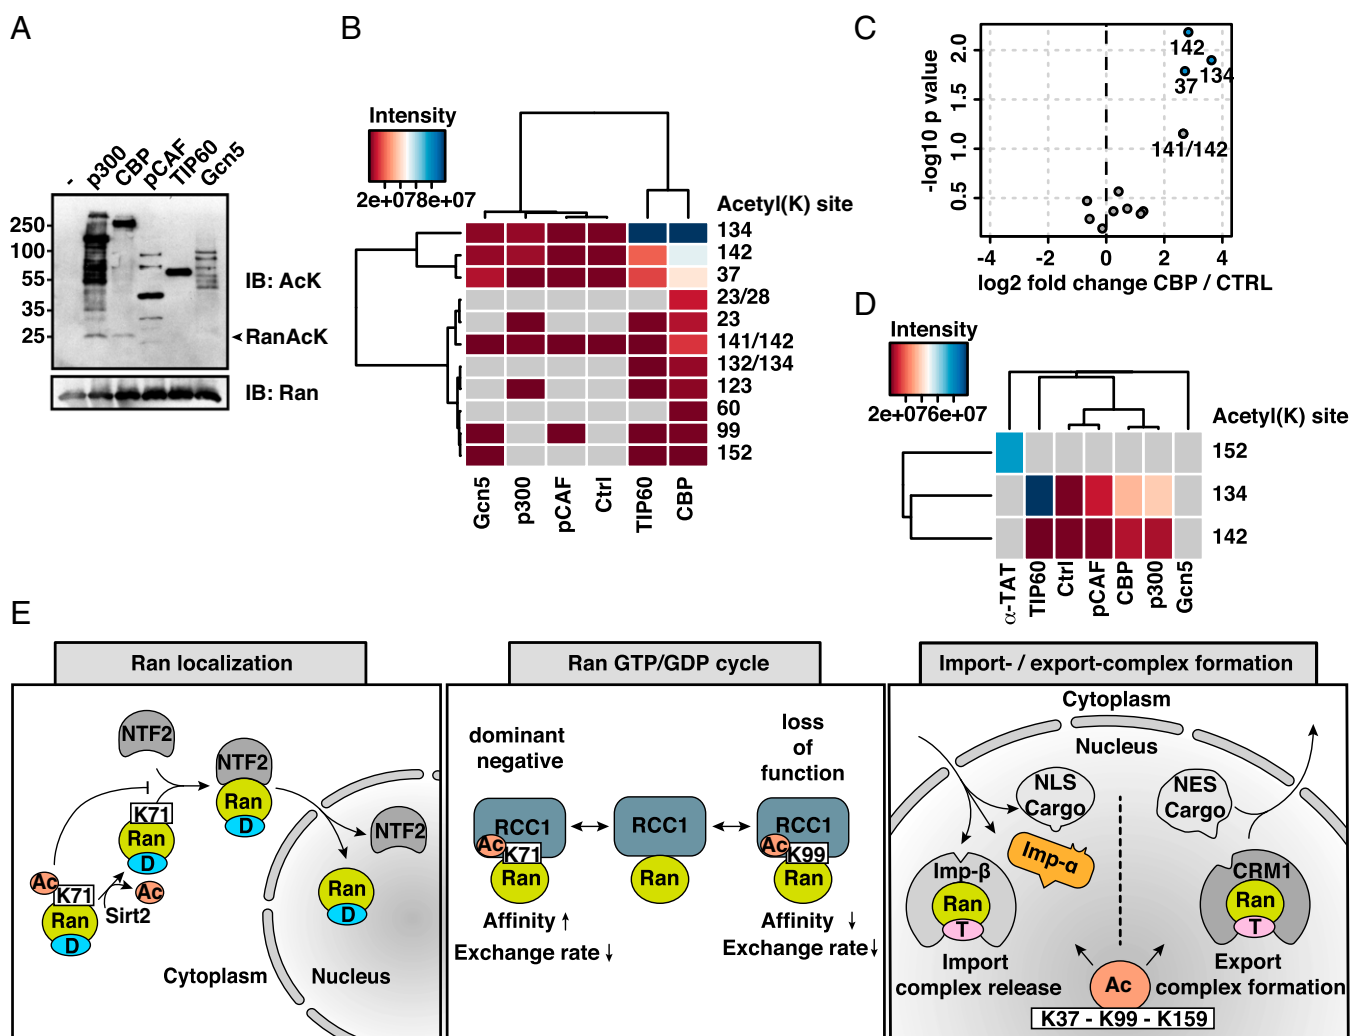 A
-
p300
CBP
pCAF
TIP60
Gcn5
250
100
55
35
25
IB: AcK
RanAcK
IB: Ran
B
Intensity
2e+078e+07
Acetyl(K) site
134
142
37
23/28
23
141/142
132/134
123
60
99
152
Gcn5
p300
pCAF
Ctrl
TIP60
CBP
C
-log10 p value
2.0
1.5
1.0
0.5
142
134
37
141/142
-4
-2
0
2
4
log2 fold change CBP / CTRL
D
Intensity
2e+076e+07
Acetyl(K) site
152
134
142
α-TAT
TIP60
Ctrl
pCAF
CBP
p300
Gcn5
E
Ran localization
NTF2
NTF2
Ran
D
K71
Ran
D
Ac
K71
Ran
D
Sirt2
Ac
NTF2
Ran
D
Cytoplasm
Nucleus
Ran GTP/GDP cycle
dominant
negative
loss
of
function
RCC1
Ac
K71
Ran
RCC1
Ran
RCC1
Ac
K99
Ran
Affinity ↑
Exchange rate ↓
Affinity ↓
Exchange rate ↓
Import- / export-complex formation
Cytoplasm
Nucleus
NLS
Cargo
NES
Cargo
Imp-α
Imp-β
Ran
T
CRM1
Ran
T
Import
complex release
Export
complex formation
Ac
K37 - K99 - K159